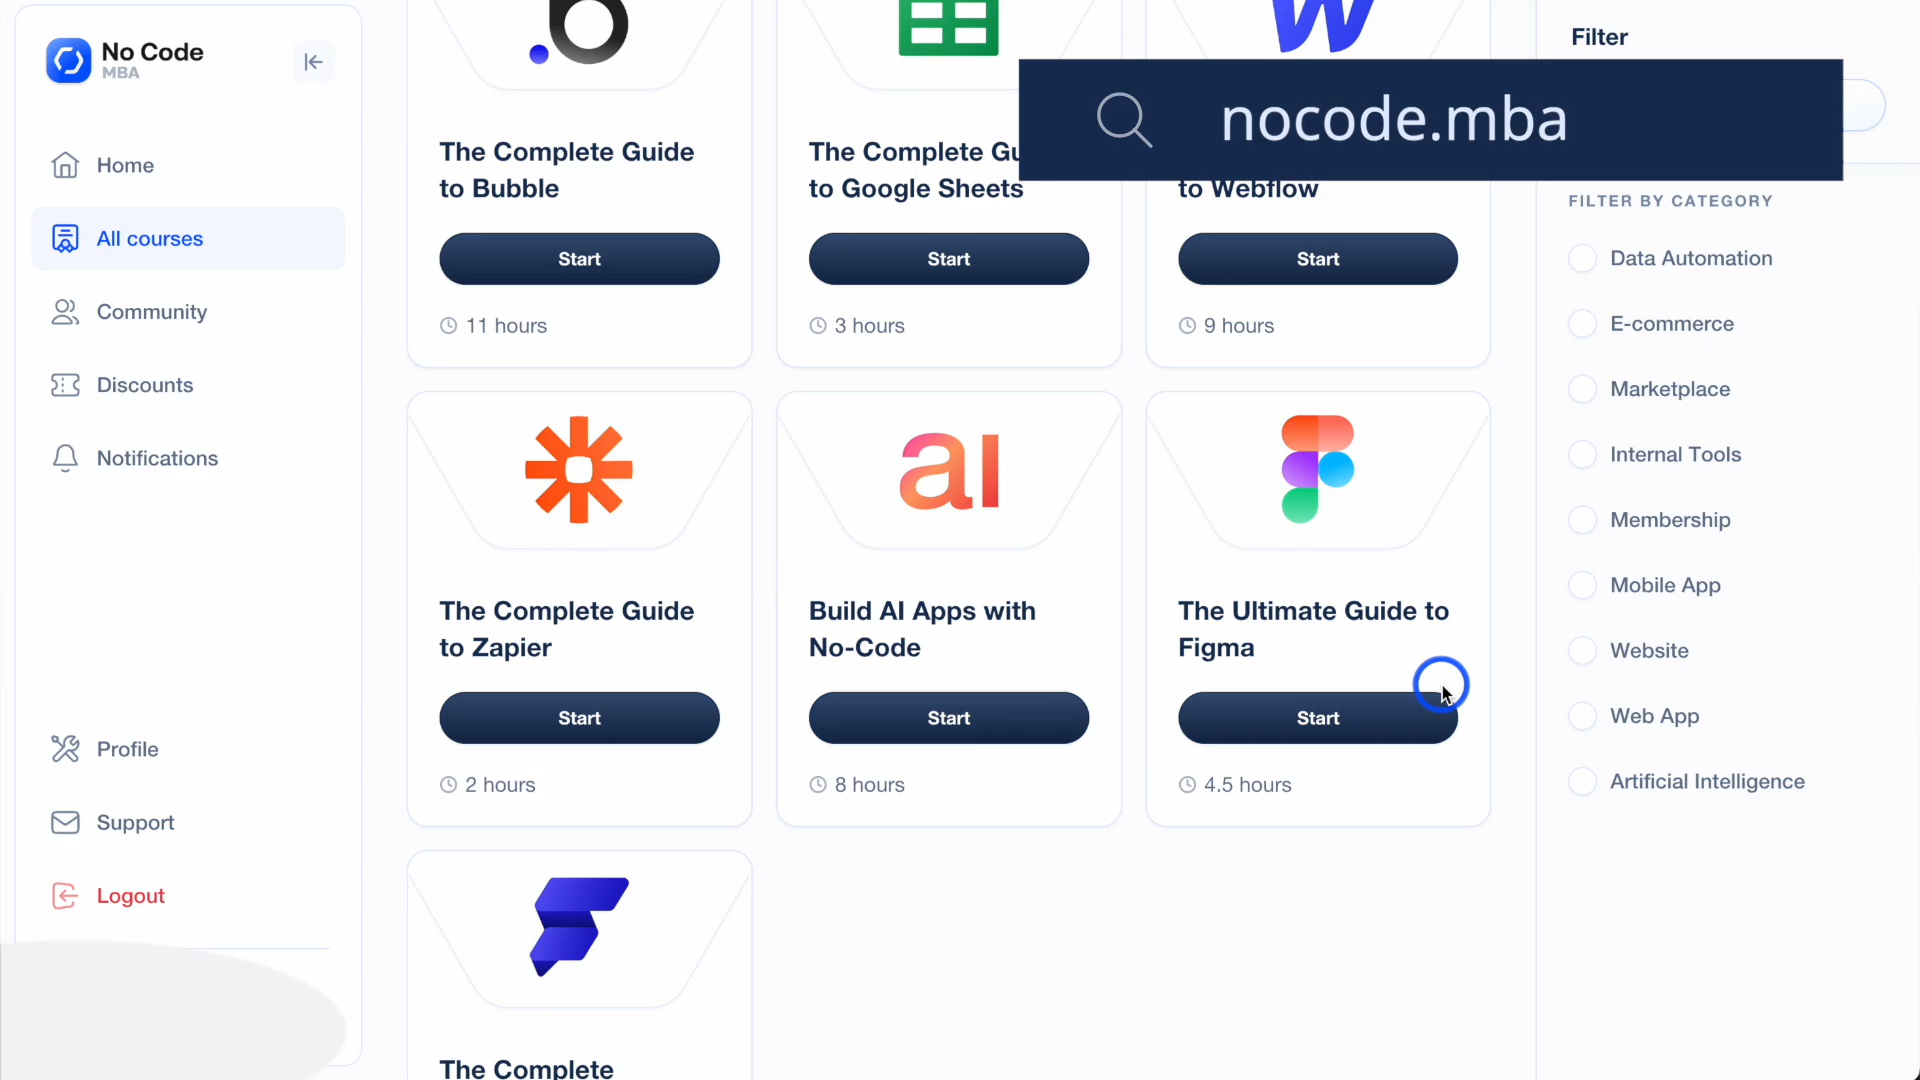 No Code
MBA
Home
All courses
Community
Discounts
Notifications
Profile
Support
Logout
The Complete Guide
to Bubble
Start
11 hours
The Complete Gu
to Google Sheets
Start
3 hours
to Webflow
Start
9 hours
The Complete Guide
to Zapier
Start
2 hours
aı
Build AI Apps with
No-Code
Start
8 hours
The Ultimate Guide to
Figma
Start
4.5 hours
The Complete
nocode.mba
Filter
FILTER BY CATEGORY
Data Automation
E-commerce
Marketplace
Internal Tools
Membership
Mobile App
Website
Web App
Artificial Intelligence